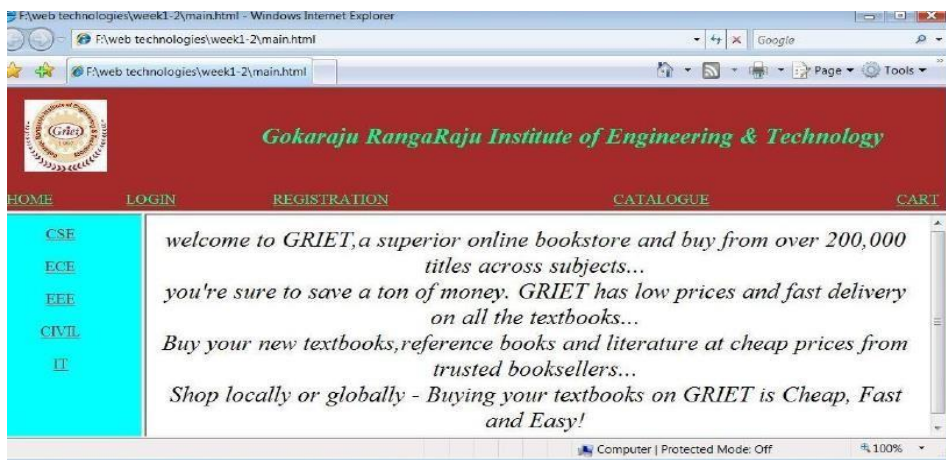 F:\web technologies\week1-2\main.html - Windows Internet Explorer
F:\web technologies\week1-2\main.html
Google
F:\web technologies\week1-2\main.html
Page
Tools
Griet
Gokaraju RangaRaju Institute of Engineering & Technology
HOME LOGIN REGISTRATION CATALOGUE CART
CSE
ECE
EEE
CIVIL
IT
welcome to GRIET,a superior online bookstore and buy from over 200,000
titles across subjects...
you're sure to save a ton of money. GRIET has low prices and fast delivery
on all the textbooks...
Buy your new textbooks,reference books and literature at cheap prices from
trusted booksellers...
Shop locally or globally - Buying your textbooks on GRIET is Cheap, Fast
and Easy!
Computer | Protected Mode: Off
100%